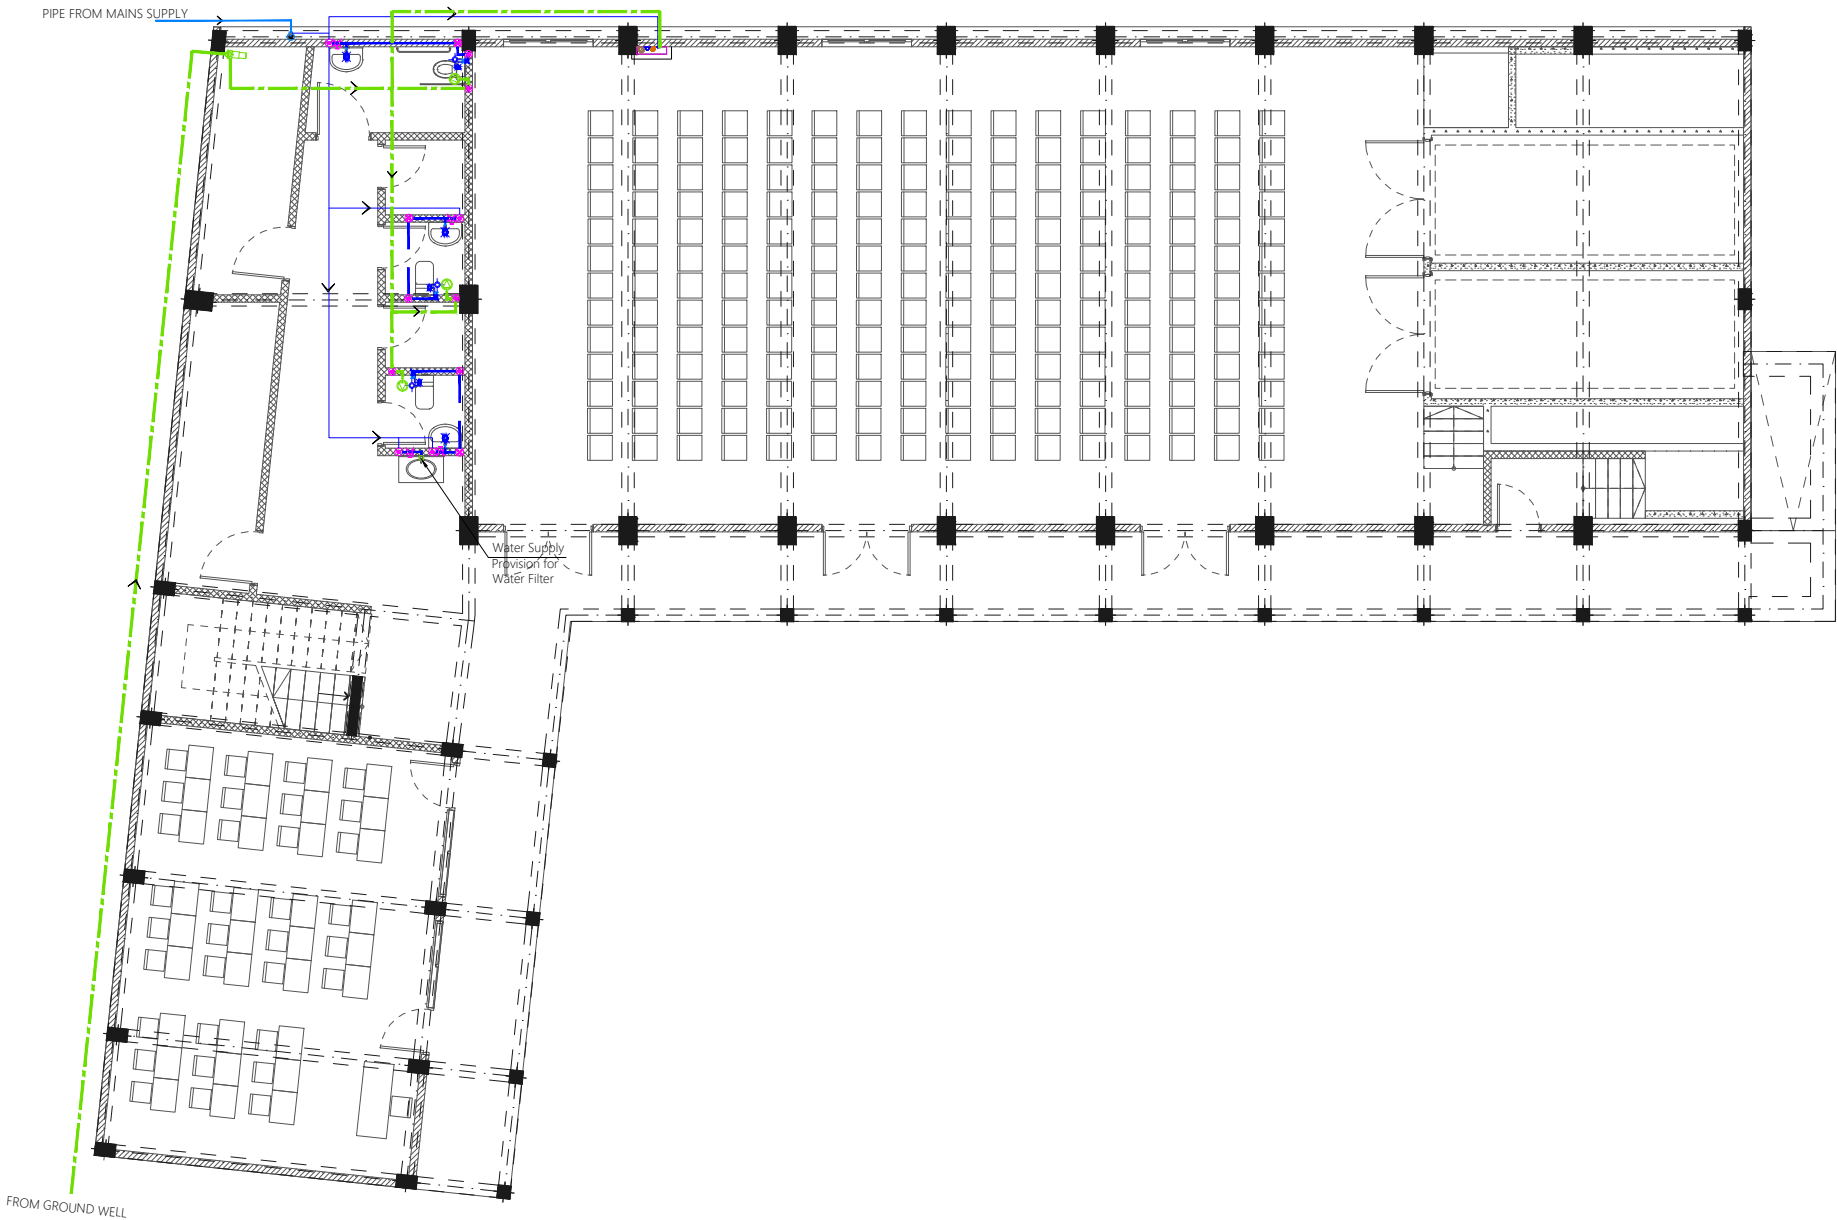 PIPE FROM MAINS SUPPLY
Water Supply
Provision for
Water Filter
FROM GROUND WELL